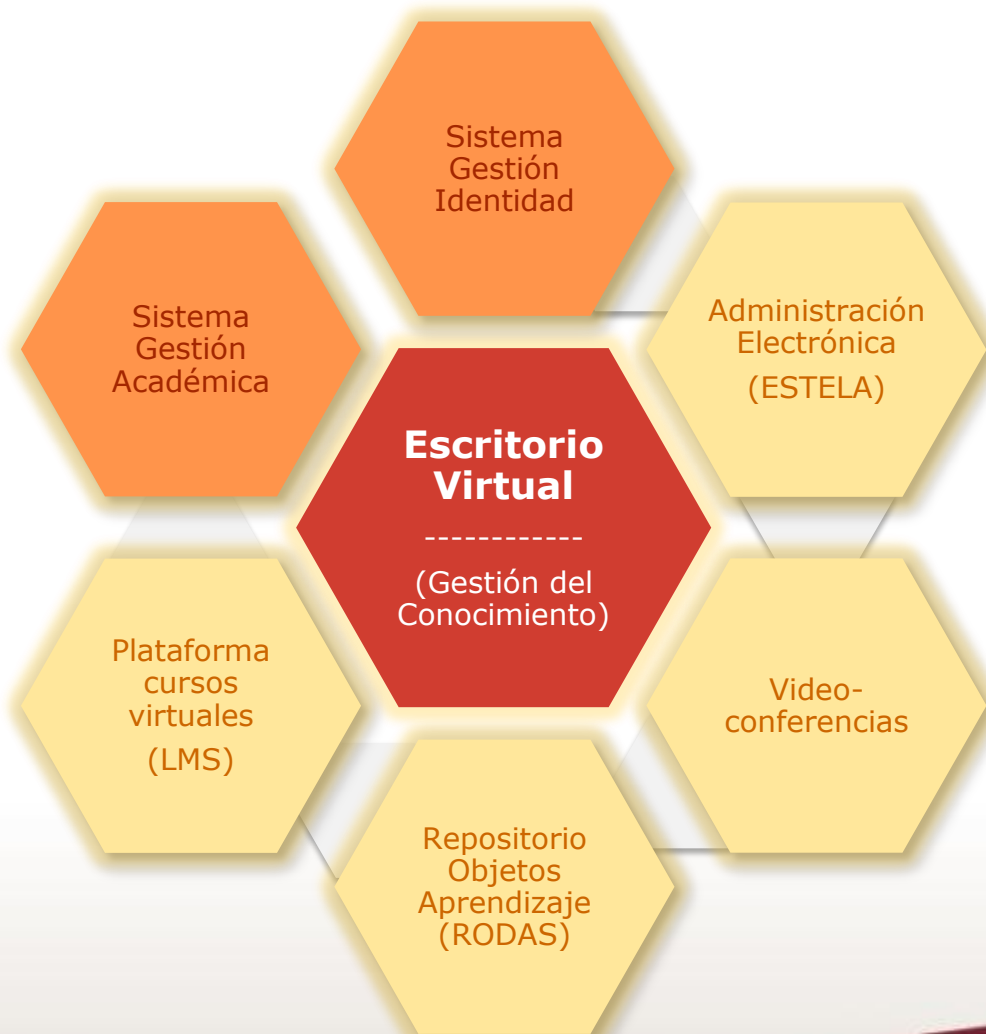 Sistema
Gestión
Identidad
Sistema
Gestión
Académica
Administración
Electrónica
(ESTELA)
Escritorio
Virtual
------------
(Gestión del
Conocimiento)
Plataforma
cursos
virtuales
(LMS)
Video-
conferencias
Repositorio
Objetos
Aprendizaje
(RODAS)